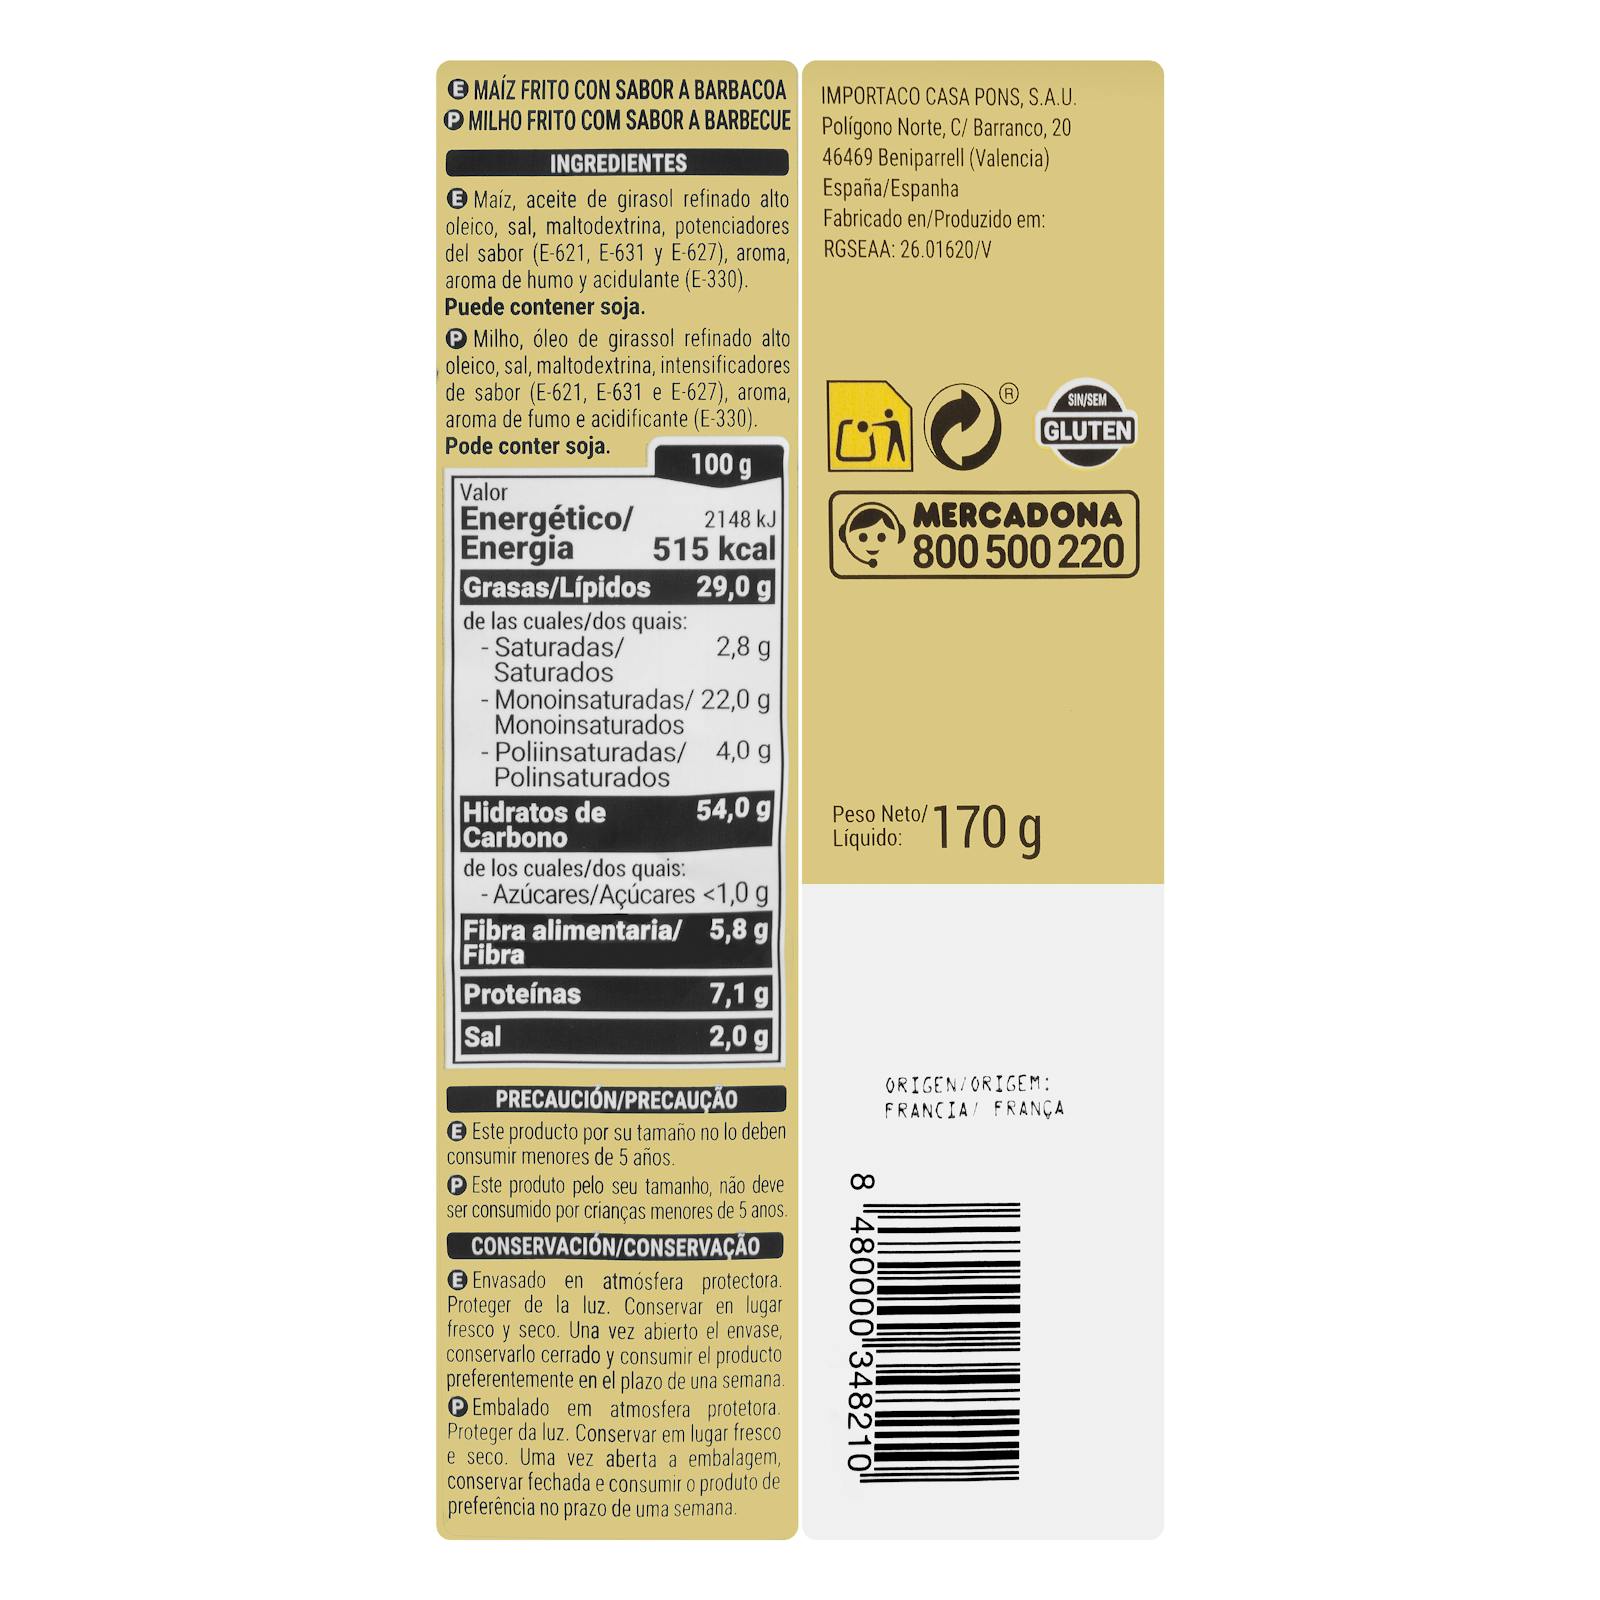 E MAÍZ FRITO CON SABOR A BARBACOA
P MILHO FRITO COM SABOR A BARBECUE
INGREDIENTES
E Maíz, aceite de girasol refinado alto
oleico, sal, maltodextrina, potenciadores
del sabor (E-621, E-631 y E-627), aroma,
aroma de humo y acidulante (E-330).
Puede contener soja.
P Milho, óleo de girassol refinado alto
oleico, sal, maltodextrina, intensificadores
de sabor (E-621, E-631 e E-627), aroma,
aroma de fumo e acidificante (E-330).
Pode conter soja.
100 g
Valor
Energético/ 2148 kJ
Energia 515 kcal
Grasas/Lípidos 29,0 g
de las cuales/dos quais:
- Saturadas/ 2,8 g
Saturados
- Monoinsaturadas/ 22,0 g
Monoinsaturados
- Poliinsaturadas/ 4,0 g
Polinsaturados
Hidratos de 54,0 g
Carbono
de los cuales/dos quais:
- Azúcares/Açúcares <1,0 g
Fibra alimentaria/ 5,8 g
Fibra
Proteínas 7,1 g
Sal 2,0 g
PRECAUCIÓN/PRECAUÇÃO
E Este producto por su tamaño no lo deben
consumir menores de 5 años.
P Este produto pelo seu tamanho, não deve
ser consumido por crianças menores de 5 anos.
CONSERVACIÓN/CONSERVAÇÃO
E Envasado en atmósfera protectora.
Proteger de la luz. Conservar en lugar
fresco y seco. Una vez abierto el envase,
conservarlo cerrado y consumir el producto
preferentemente en el plazo de una semana.
P Embalado em atmosfera protetora.
Proteger da luz. Conservar em lugar fresco
e seco. Uma vez aberta a embalagem,
conservar fechada e consumir o produto de
preferência no prazo de uma semana.
IMPORTACO CASA PONS, S.A.U.
Polígono Norte, C/ Barranco, 20
46469 Beniparrell (Valencia)
España/Espanha
Fabricado en/Produzido em:
RGSEAA: 26.01620/V
®
SIN/SEM
GLUTEN
MERCADONA
800 500 220
Peso Neto/ 170 g
Líquido:
ORIGEN/ORIGEM:
FRANCIA/ FRANÇA
8 480000 348210